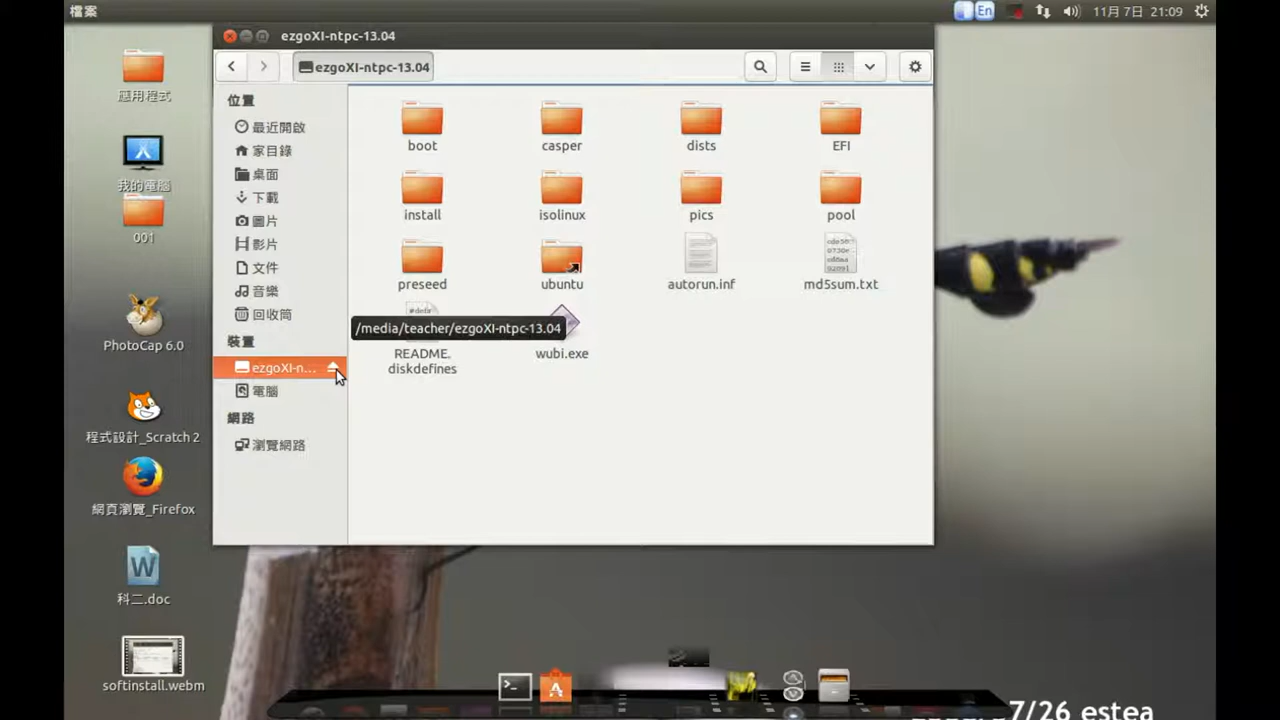 檔案
En
11月 7日 21:09
ezgoXI-ntpc-13.04
ezgoXI-ntpc-13.04
位置
最近開啟
家目錄
桌面
下載
圖片
影片
文件
音樂
回收筒
裝置
ezgoXI-n...
電腦
網路
瀏覽網路
boot
casper
dists
EFI
install
isolinux
pics
pool
preseed
ubuntu
autorun.inf
md5sum.txt
/media/teacher/ezgoXI-ntpc-13.04
README.
diskdefines
wubi.exe
應用程式
我的電腦
001
PhotoCap 6.0
程式設計_Scratch 2
網頁瀏覽_Firefox
科二.doc
softinstall.webm
7/26 estea